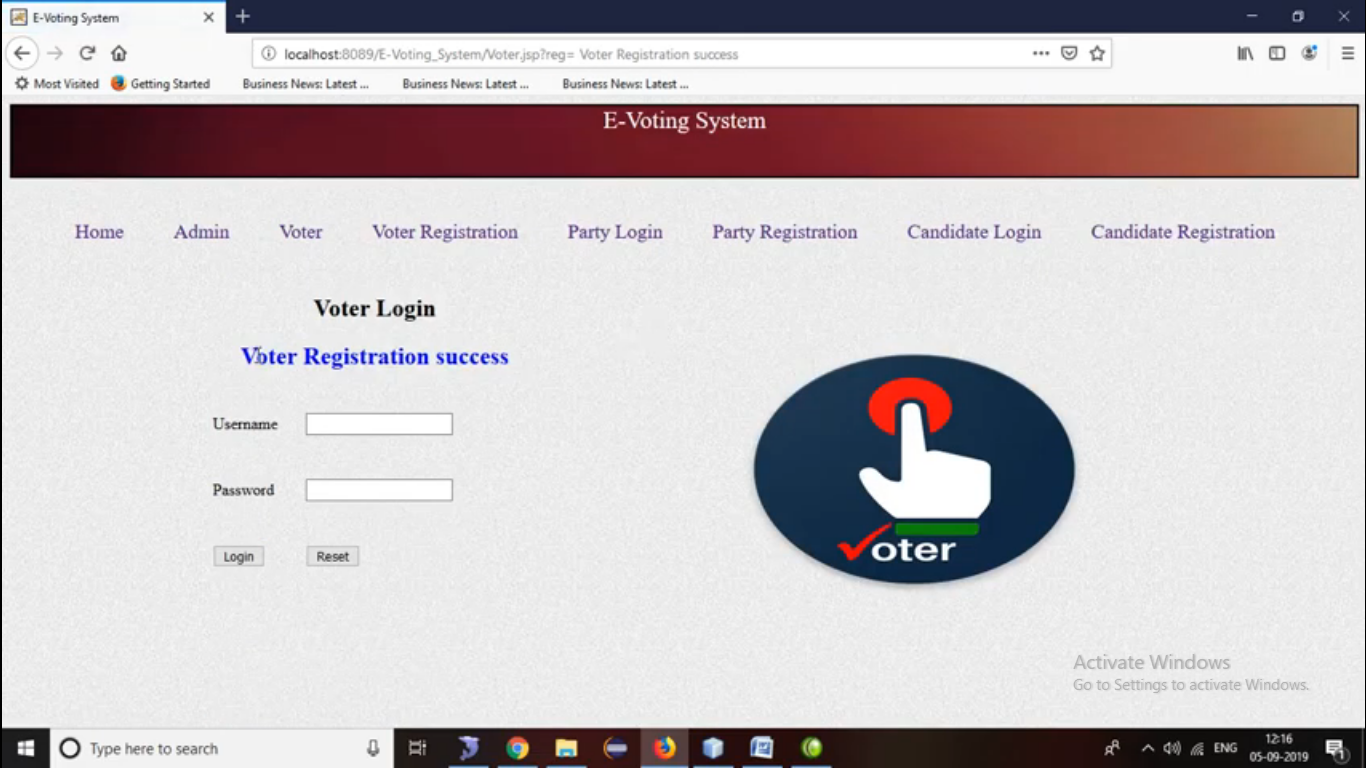 E-Voting System
localhost:8089/E-Voting_System/Voter.jsp?reg= Voter Registration success
Most Visited Getting Started Business News: Latest ... Business News: Latest ... Business News: Latest ...
E-Voting System
Home Admin Voter Voter Registration Party Login Party Registration Candidate Login Candidate Registration
Voter Login
Voter Registration success
Username
Password
Login Reset
oter
Activate Windows
Go to Settings to activate Windows.
Type here to search
ENG
12:16
05-09-2019
1